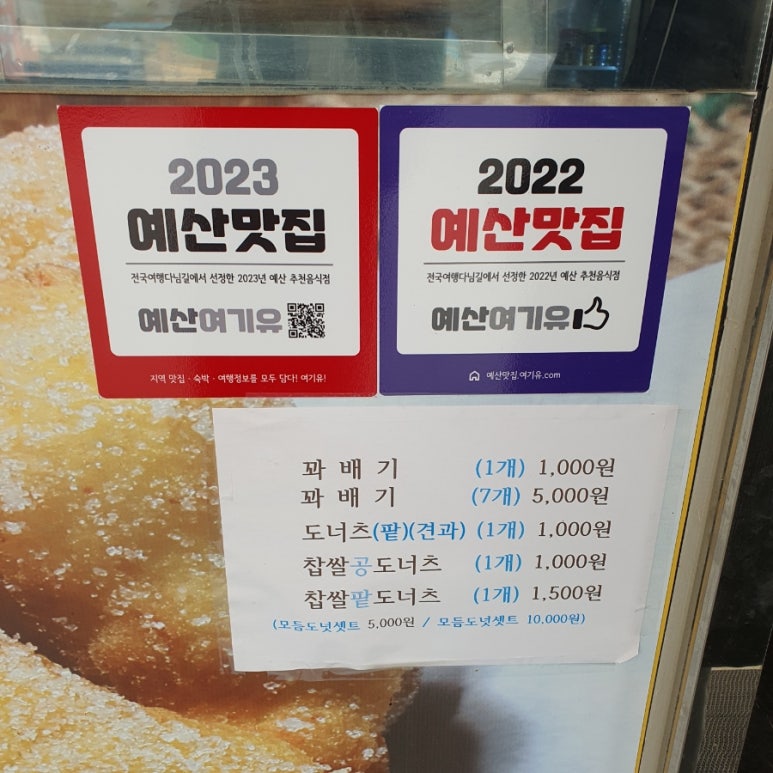 2023
예산맛집
전국여행다님길에서 선정한 2023년 예산 추천음식점
예산여기유
지역 맛집 · 숙박 · 여행정보를 모두 담다! 여기유!
2022
예산맛집
전국여행다님길에서 선정한 2022년 예산 추천음식점
예산여기유
예산맛집.여기유.com
꽈 배 기 (1개) 1,000원
꽈 배 기 (7개) 5,000원
도너츠(팥)(견과) (1개) 1,000원
찹쌀공도너츠 (1개) 1,000원
찹쌀팥도너츠 (1개) 1,500원
(모듬도넛셋트 5,000원 / 모듬도넛셋트 10,000원)